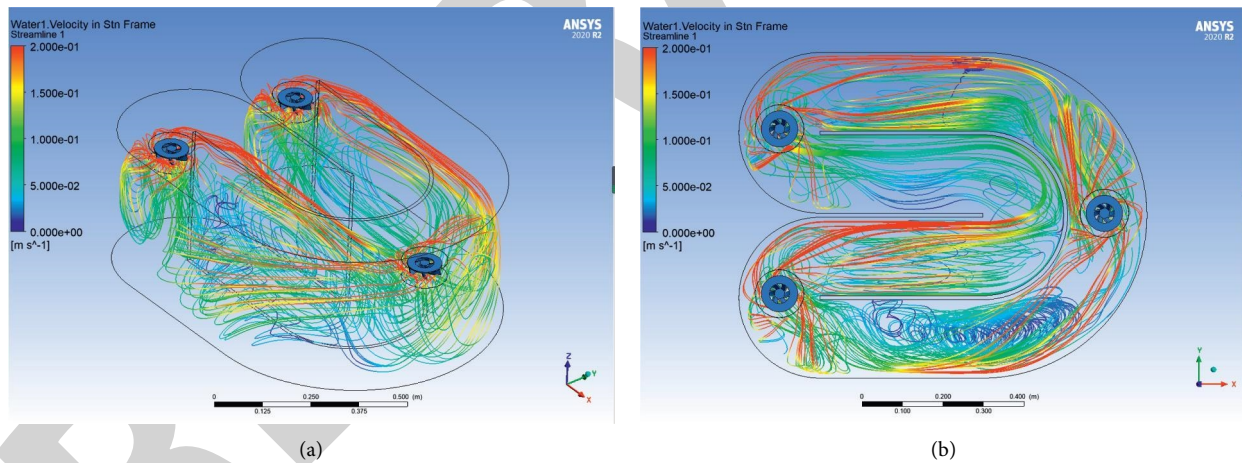 Water1.Velocity in Stn Frame
Streamline 1
2.000e-01
1.500e-01
1.000e-01
5.000e-02
0.000e+00
[m s^-1]
ANSYS
2020 R2
Z
Y
X
0
0.250
0.500
(m)
0.125
0.375
(a)
Water1.Velocity in Stn Frame
Streamline 1
2.000e-01
1.500e-01
1.000e-01
5.000e-02
0.000e+00
[m s^-1]
ANSYS
2020 R2
Y
X
0
0.200
0.400
(m)
0.100
0.300
(b)